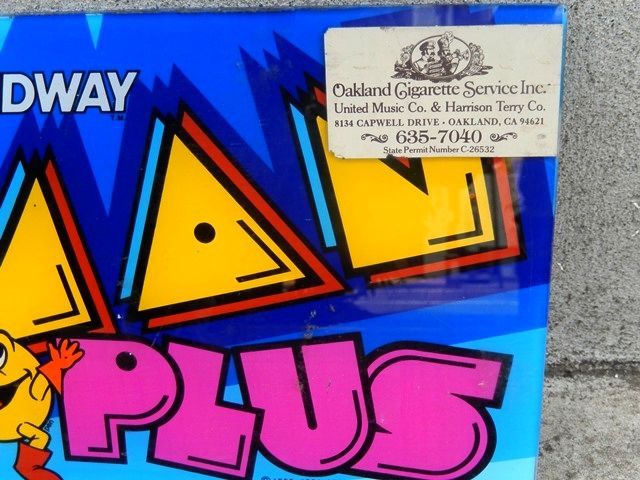 DWAY
T.M.
Oakland Cigarette Service Inc.
United Music Co. & Harrison Terry Co.
8134 CAPWELL DRIVE • OAKLAND, CA 94621
635-7040
State Permit Number C-26532
MAN
PLUS